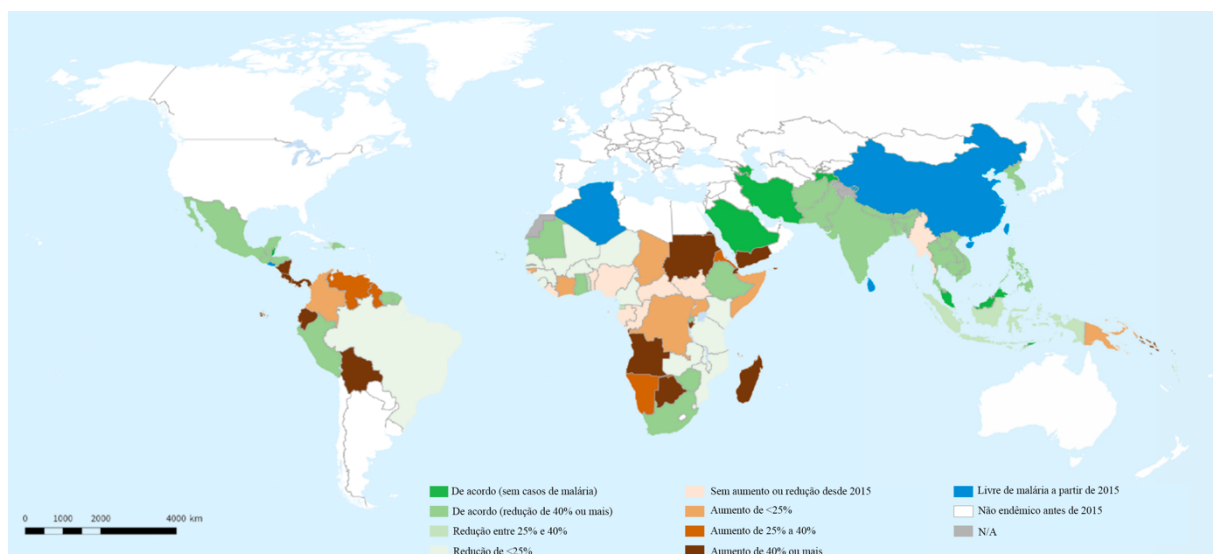 De acordo (sem casos de malária)
De acordo (redução de 40% ou mais)
Redução entre 25% e 40%
Redução de <25%
Sem aumento ou redução desde 2015
Aumento de <25%
Aumento de 25% a 40%
Aumento de 40% ou mais
Livre de malária a partir de 2015
Não endêmico antes de 2015
N/A
0 1000 2000 4000 km